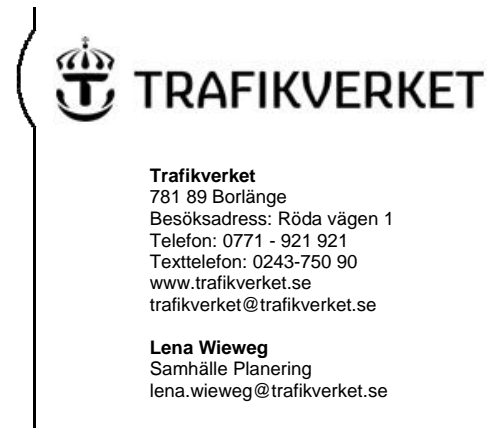 TRAFIKVERKET
Trafikverket
781 89 Borlänge
Besöksadress: Röda vägen 1
Telefon: 0771 - 921 921
Texttelefon: 0243-750 90
www.trafikverket.se
trafikverket@trafikverket.se
Lena Wieweg
Samhälle Planering
lena.wieweg@trafikverket.se